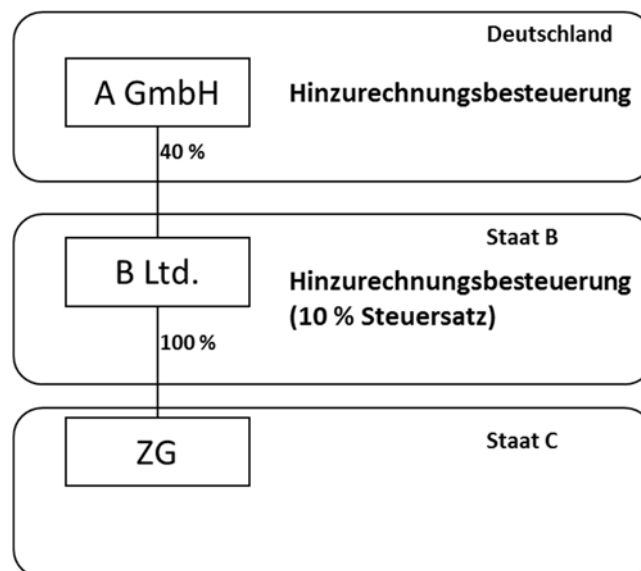 Deutschland
A GmbH
Hinzurechnungsbesteuerung
40 %
Staat B
B Ltd.
Hinzurechnungsbesteuerung
(10 % Steuersatz)
100 %
ZG
Staat C